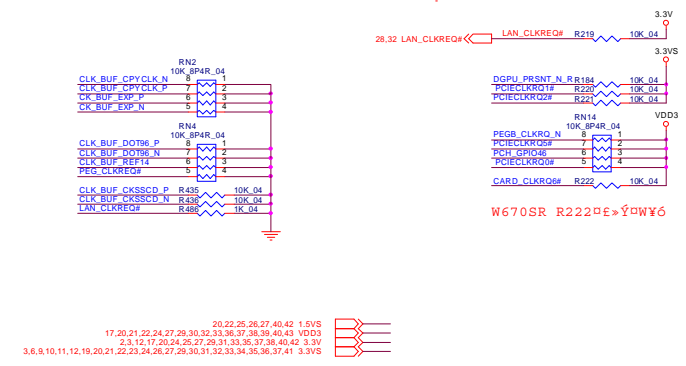 3.3V
28,32 LAN_CLKREQ# LAN_CLKREQ# R219 10K_04
3.3VS
RN2
10K_8P4R_04
CLK_BUF_CPYCLK_N 8 1
CLK_BUF_CPYCLK_P 7 2
CK_BUF_EXP_P 6 3
CK_BUF_EXP_N 5 4
DGPU_PRSNT_N_R R184 10K_04
PCIECLKRQ1# R220 10K_04
PCIECLKRQ2# R221 10K_04
RN4
10K_8P4R_04
CLK_BUF_DOT96_P 8 1
CLK_BUF_DOT96_N 7 2
CLK_BUF_REF14 6 3
PEG_CLKREQ# 5 4
RN14 VDD3
10K_8P4R_04
PEGB_CLKRQ_N 8 1
PCIECLKRQ5# 7 2
PCH_GPIO46 6 3
PCIECLKRQ0# 5 4
CLK_BUF_CKSSCD_P R435 10K_04
CLK_BUF_CKSSCD_N R436 10K_04
LAN_CLKREQ# R486 1K_04
CARD_CLKRQ6# R222 10K_04
W670SR R222¤£»Ý¤W¥ó
20,22,25,26,27,40,42 1.5VS
17,20,21,22,24,27,29,30,32,33,36,37,38,39,40,43 VDD3
2,3,12,17,20,24,25,27,29,31,33,35,37,38,40,42 3.3V
3,6,9,10,11,12,19,20,21,22,23,24,26,27,29,30,31,32,33,34,35,36,37,41 3.3VS